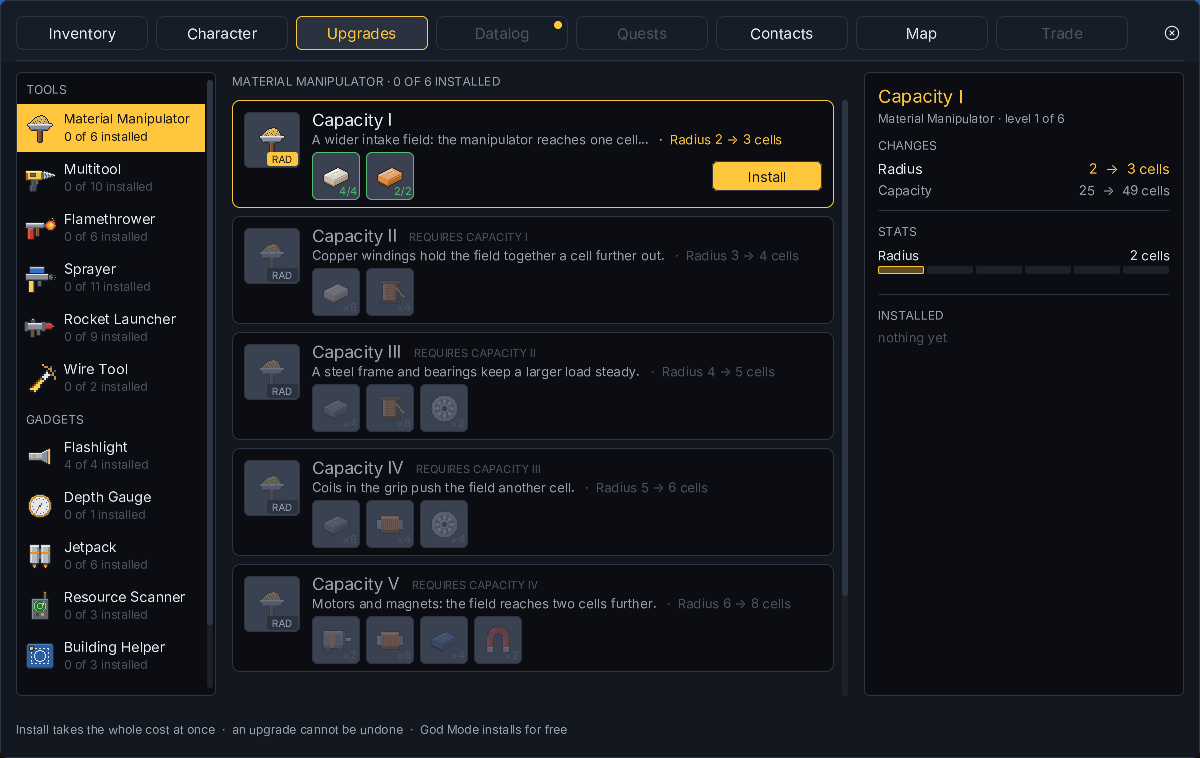 Inventory
Character
Upgrades
Datalog
Quests
Contacts
Map
Trade
TOOLS
Material Manipulator
0 of 6 installed
Multitool
0 of 10 installed
Flamethrower
0 of 6 installed
Sprayer
0 of 11 installed
Rocket Launcher
0 of 9 installed
Wire Tool
0 of 2 installed
GADGETS
Flashlight
4 of 4 installed
Depth Gauge
0 of 1 installed
Jetpack
0 of 6 installed
Resource Scanner
0 of 3 installed
Building Helper
0 of 3 installed
MATERIAL MANIPULATOR · 0 OF 6 INSTALLED
Capacity I
A wider intake field: the manipulator reaches one cell... · Radius 2 → 3 cells
RAD
4/4
2/2
Install
Capacity II REQUIRES CAPACITY I
Copper windings hold the field together a cell further out. · Radius 3 → 4 cells
RAD
×8
×4
Capacity III REQUIRES CAPACITY II
A steel frame and bearings keep a larger load steady. · Radius 4 → 5 cells
RAD
×4
×2
Capacity IV REQUIRES CAPACITY III
Coils in the grip push the field another cell. · Radius 5 → 6 cells
RAD
×8
×4
×4
Capacity V REQUIRES CAPACITY IV
Motors and magnets: the field reaches two cells further. · Radius 6 → 8 cells
RAD
×2
×6
×4
×2
Capacity I
Material Manipulator · level 1 of 6
CHANGES
Radius 2 → 3 cells
Capacity 25 → 49 cells
STATS
Radius 2 cells
INSTALLED
nothing yet
Install takes the whole cost at once · an upgrade cannot be undone · God Mode installs for free